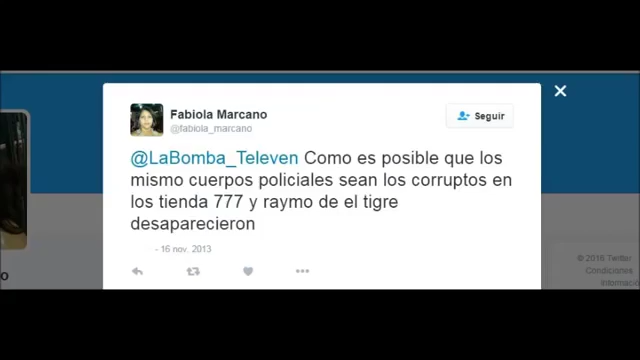 Fabiola Marcano
@fabiola_marcano
Seguir
@LaBomba_Televen Como es posible que los
mismo cuerpos policiales sean los corruptos en
los tienda 777 y raymo de el tigre
desaparecieron
- 16 nov. 2013
o
© 2016 Twitter
Condiciones
Informació